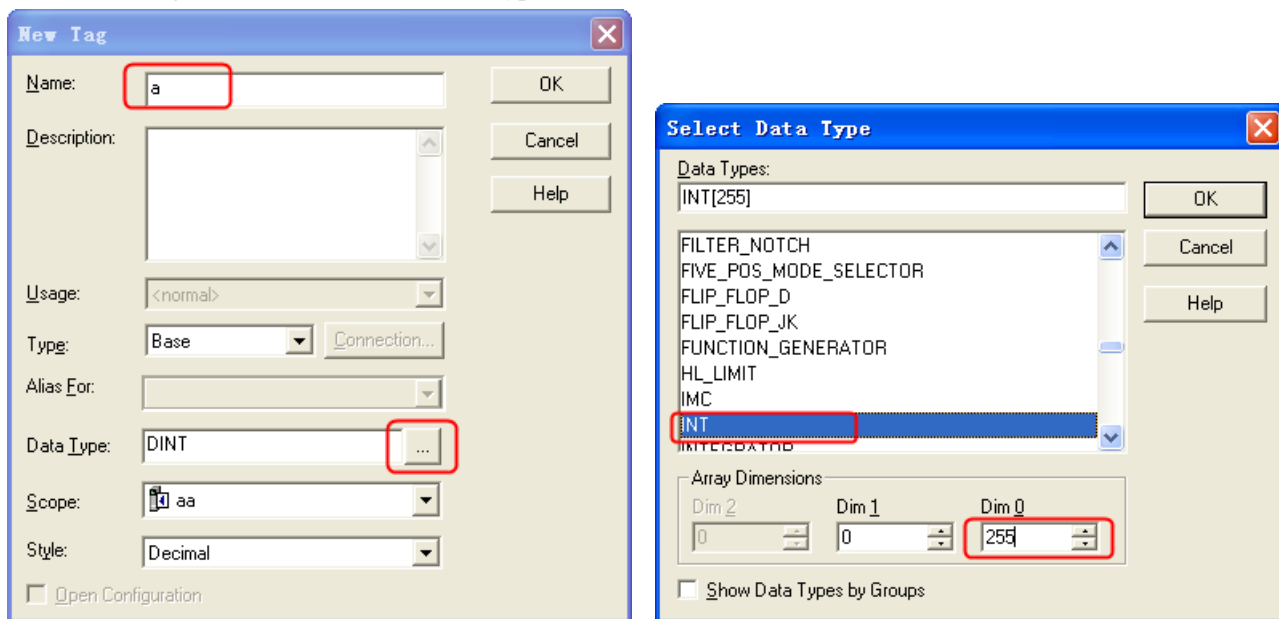 New Tag
Name:
a
OK
Description:
Cancel
Help
Usage:
<normal>
Type:
Base
Connection...
Alias For:
Data Type:
DINT
...
Scope:
aa
Style:
Decimal
Open Configuration
Select Data Type
Data Types:
INT[255]
OK
FILTER_NOTCH
Cancel
FIVE_POS_MODE_SELECTOR
FLIP_FLOP_D
Help
FLIP_FLOP_JK
FUNCTION_GENERATOR
HL_LIMIT
IMC
INT
INTEGRATOR
Array Dimensions
Dim 2
Dim 1
Dim 0
0
0
255
Show Data Types by Groups